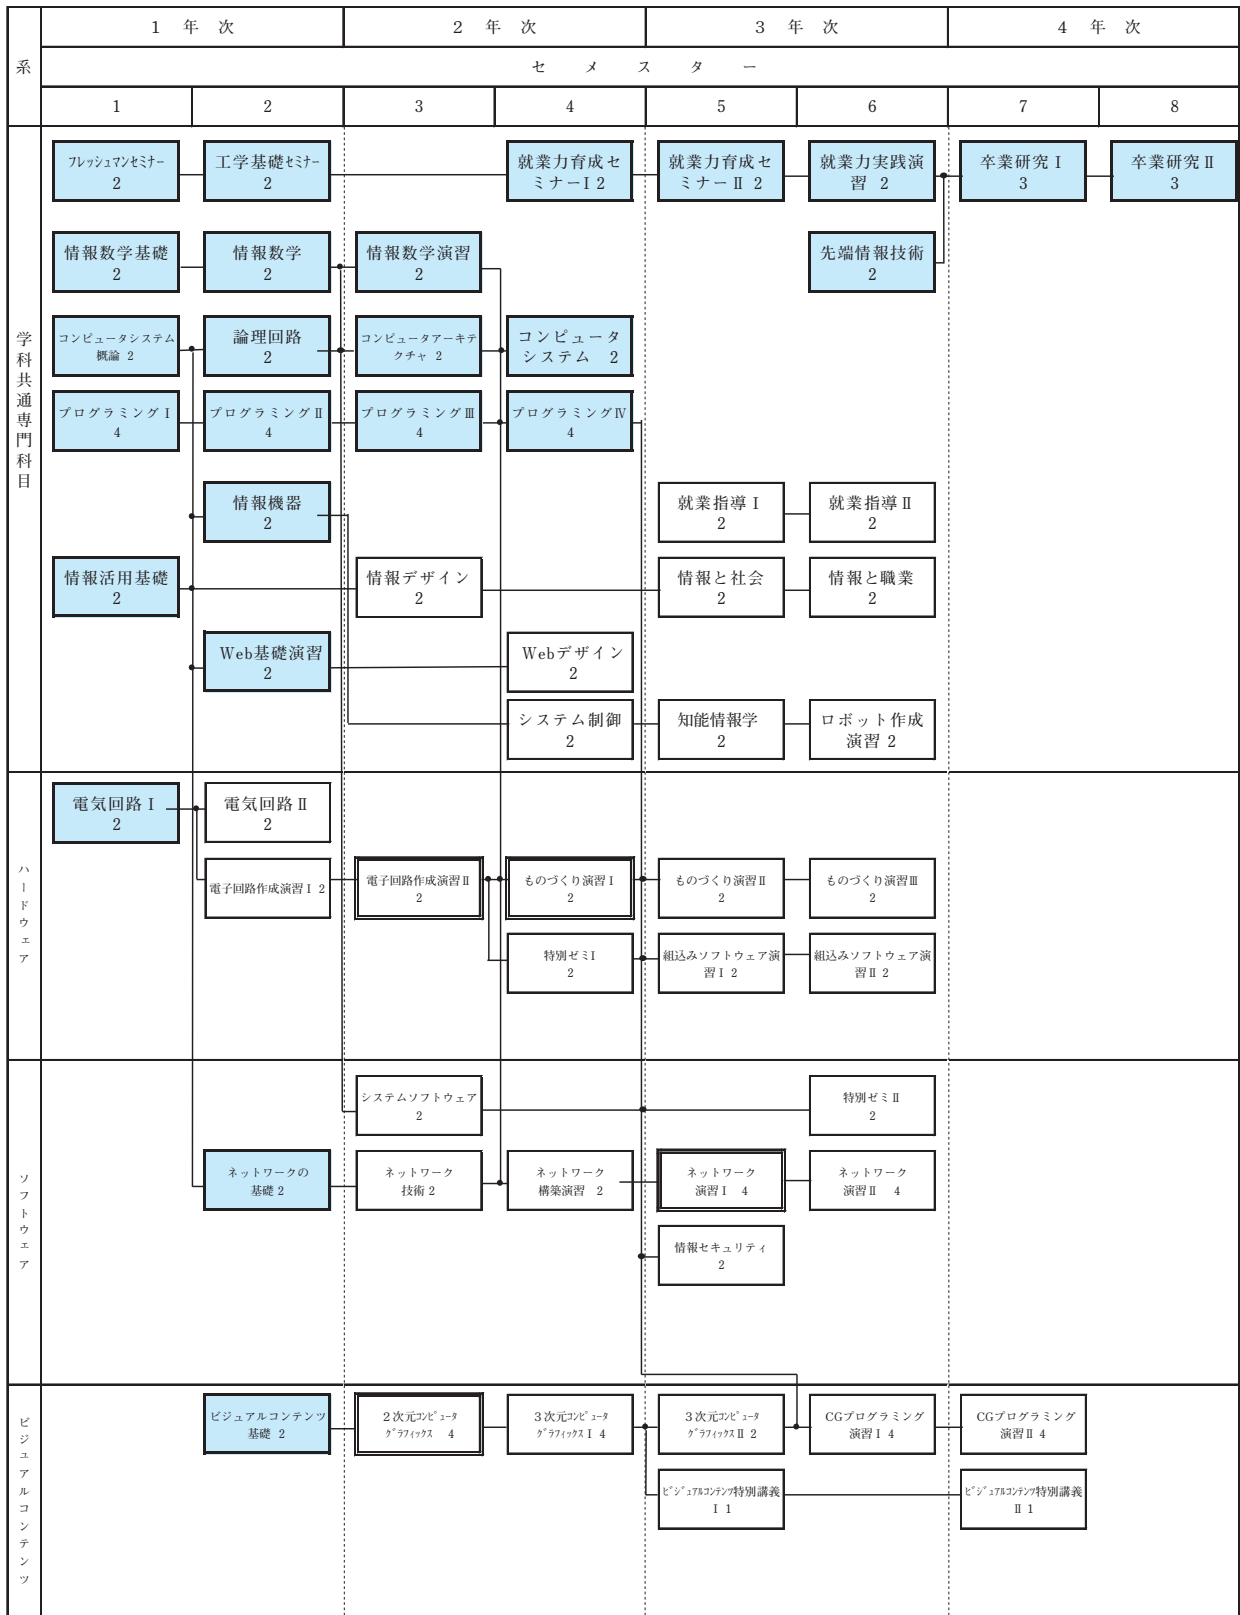 系
1 年 次
2 年 次
3 年 次
4 年 次
セ メ ス タ ー
1
2
3
4
5
6
7
8
学科共通専門科目
フレッシュマンセミナー
2
工学基礎セミナー
2
就業力育成セ
ミナーⅠ 2
就業力育成セ
ミナーⅡ 2
就業力実践演
習 2
卒業研究Ⅰ
3
卒業研究Ⅱ
3
情報数学基礎
2
情報数学
2
情報数学演習
2
先端情報技術
2
コンピュータシステム
概論 2
論理回路
2
コンピュータアーキテ
クチャ 2
コンピュータ
システム 2
プログラミングⅠ
4
プログラミングⅡ
4
プログラミングⅢ
4
プログラミングⅣ
4
情報機器
2
就業指導Ⅰ
2
就業指導Ⅱ
2
情報活用基礎
2
情報デザイン
2
情報と社会
2
情報と職業
2
Web基礎演習
2
Webデザイン
2
システム制御
2
知能情報学
2
ロボット作成
演習 2
ハードウェア
電気回路Ⅰ
2
電気回路Ⅱ
2
電子回路作成演習Ⅰ 2
電子回路作成演習Ⅱ
2
ものづくり演習Ⅰ
2
ものづくり演習Ⅱ
2
ものづくり演習Ⅲ
2
特別ゼミⅠ
2
組込みソフトウェア演
習Ⅰ 2
組込みソフトウェア演
習Ⅱ 2
ソフトウェア
システムソフトウェア
2
特別ゼミⅡ
2
ネットワークの
基礎 2
ネットワーク
技術 2
ネットワーク
構築演習 2
ネットワーク
演習Ⅰ 4
ネットワーク
演習Ⅱ 4
情報セキュリティ
2
ビジュアルコンテンツ
ビジュアルコンテンツ
基礎 2
2次元コンピュータ
グラフィックス 4
3次元コンピュータ
グラフィックスⅠ 4
3次元コンピュータ
グラフィックスⅡ 2
CGプログラミング
演習Ⅰ 4
CGプログラミング
演習Ⅱ 4
ビジュアルコンテンツ特別講義
Ⅰ 1
ビジュアルコンテンツ特別講義
Ⅱ 1